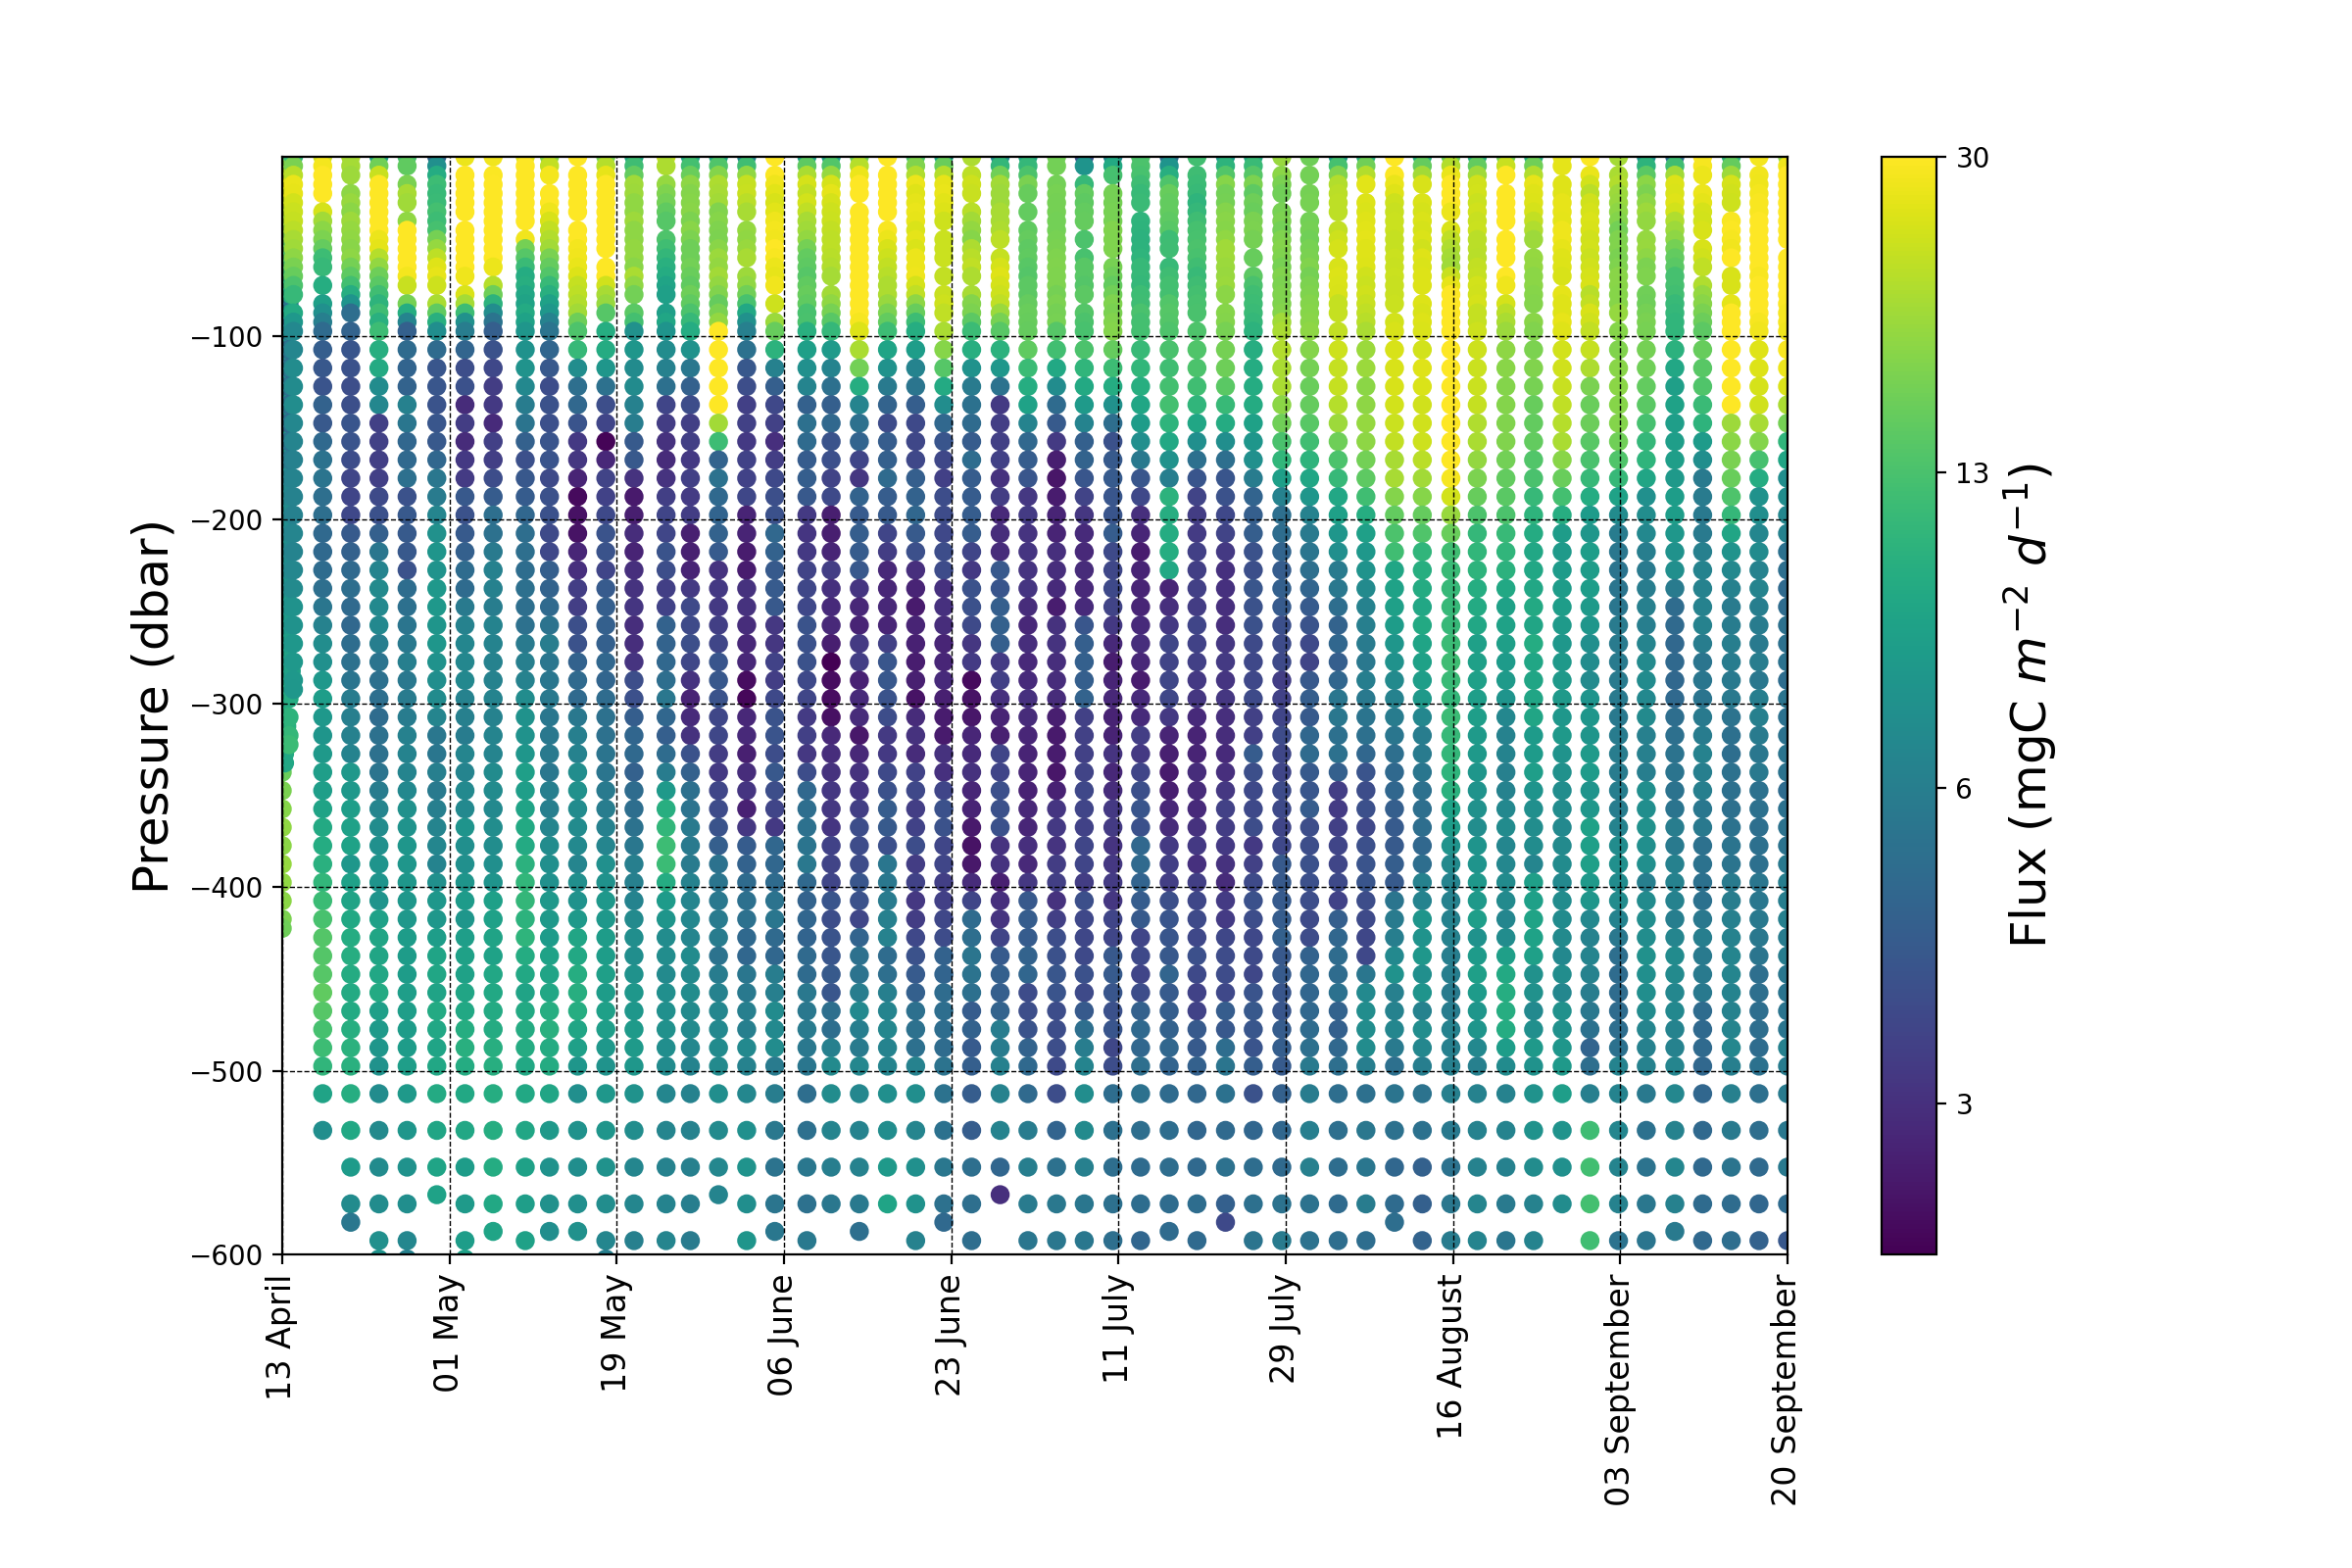 Pressure (dbar)
−100
−200
−300
−400
−500
−600
13 April
01 May
19 May
06 June
23 June
11 July
29 July
16 August
03 September
20 September
30
13
6
3
Flux (mgC m⁻² d⁻¹)